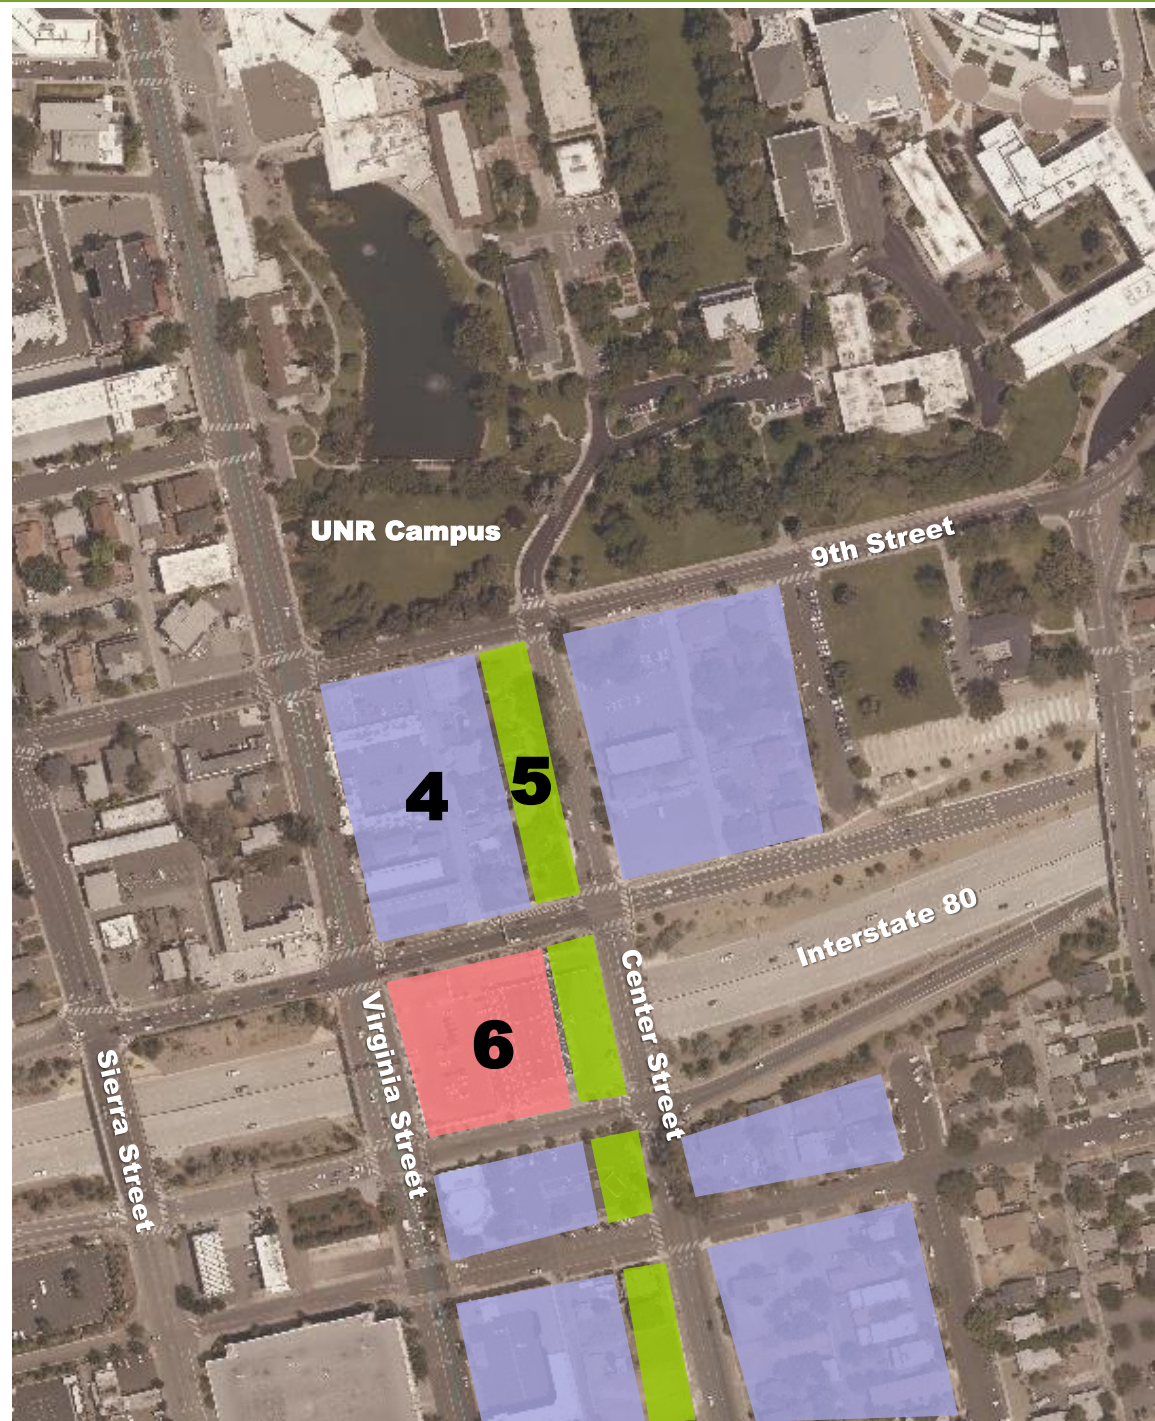 UNR Campus
9th Street
4
5
Interstate 80
Center Street
Virginia Street
6
Sierra Street